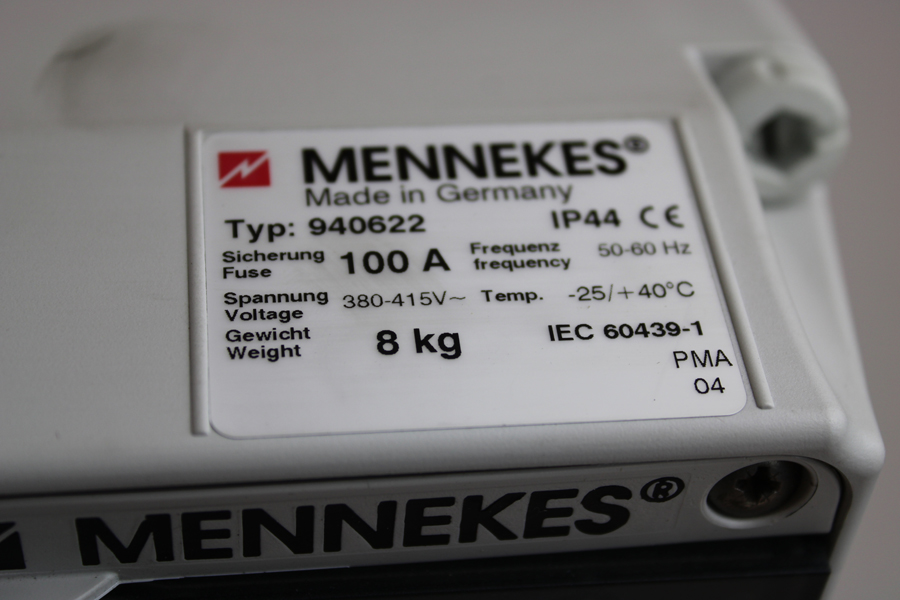 MENNEKES®
Made in Germany
Typ: 940622 IP44 CE
Sicherung Fuse 100 A Frequenz frequency 50-60 Hz
Spannung Voltage 380-415V~ Temp. -25/+40°C
Gewicht Weight 8 kg IEC 60439-1
PMA
04
MENNEKES®